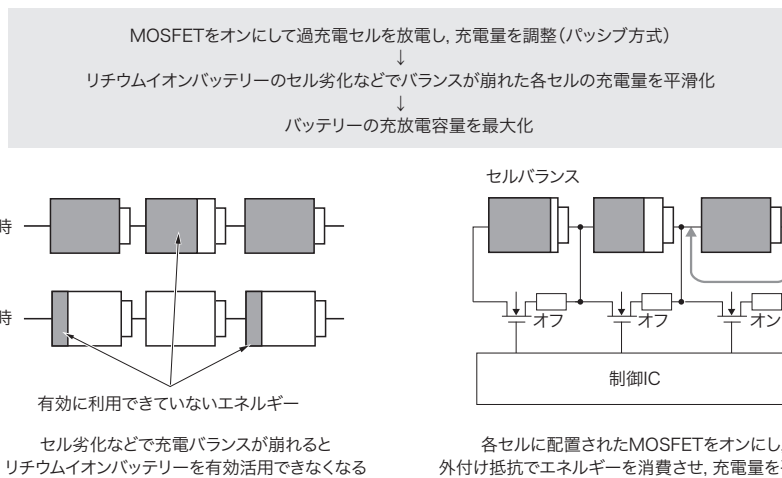 MOSFETをオンにして過充電セルを放電し, 充電量を調整(パッシブ方式)
↓
リチウムイオンバッテリーのセル劣化などでバランスが崩れた各セルの充電量を平滑化
↓
バッテリーの充放電容量を最大化
時
時
有効に利用できていないエネルギー
セル劣化などで充電バランスが崩れると
リチウムイオンバッテリーを有効活用できなくなる
セルバランス
オフ
オフ
オン
制御IC
各セルに配置されたMOSFETをオンにし
外付け抵抗でエネルギーを消費させ, 充電量を